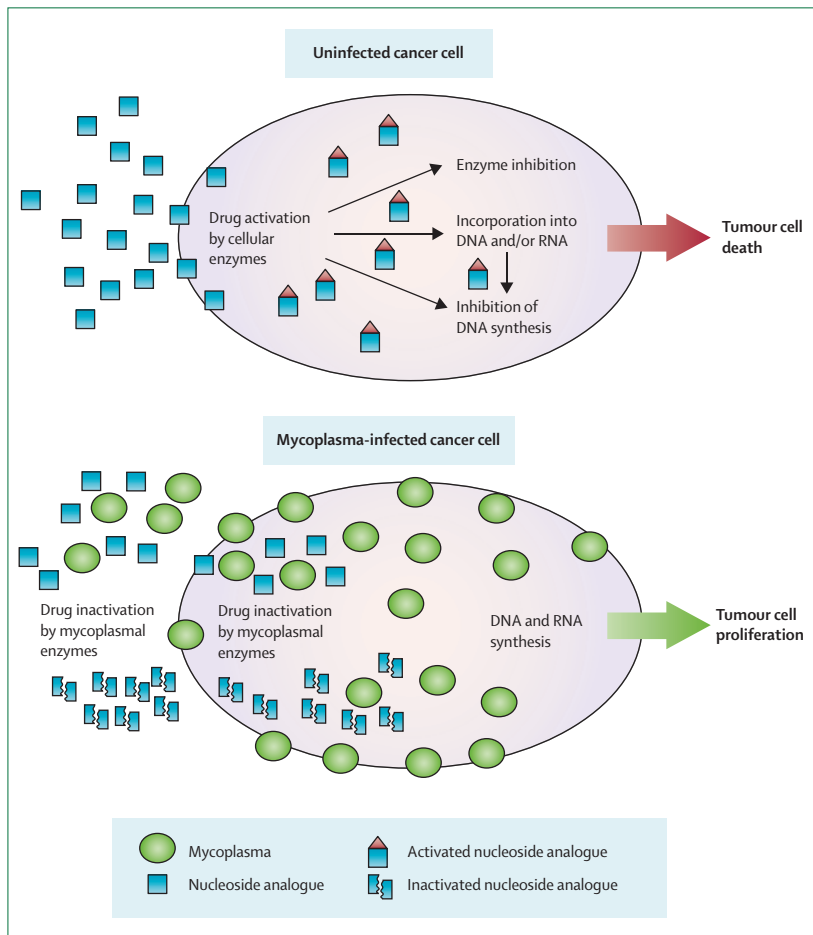 Uninfected cancer cell
Enzyme inhibition
Drug activation
by cellular
enzymes
Incorporation into
DNA and/or RNA
Inhibition of
DNA synthesis
Tumour cell
death
Mycoplasma-infected cancer cell
Drug inactivation
by mycoplasmal
enzymes
Drug inactivation
by mycoplasmal
enzymes
DNA and RNA
synthesis
Tumour cell
proliferation
Mycoplasma
Nucleoside analogue
Activated nucleoside analogue
Inactivated nucleoside analogue